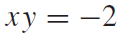 xy = −2